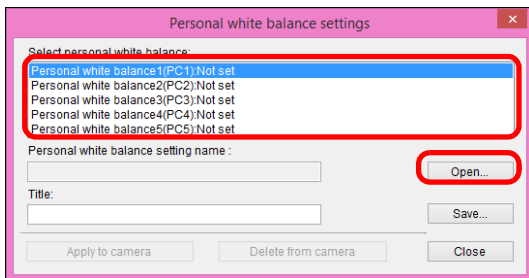 Personal white balance settings
Select personal white balance:
Personal white balance1(PC1):Not set
Personal white balance2(PC2):Not set
Personal white balance3(PC3):Not set
Personal white balance4(PC4):Not set
Personal white balance5(PC5):Not set
Personal white balance setting name :
Open...
Title:
Save...
Apply to camera Delete from camera Close